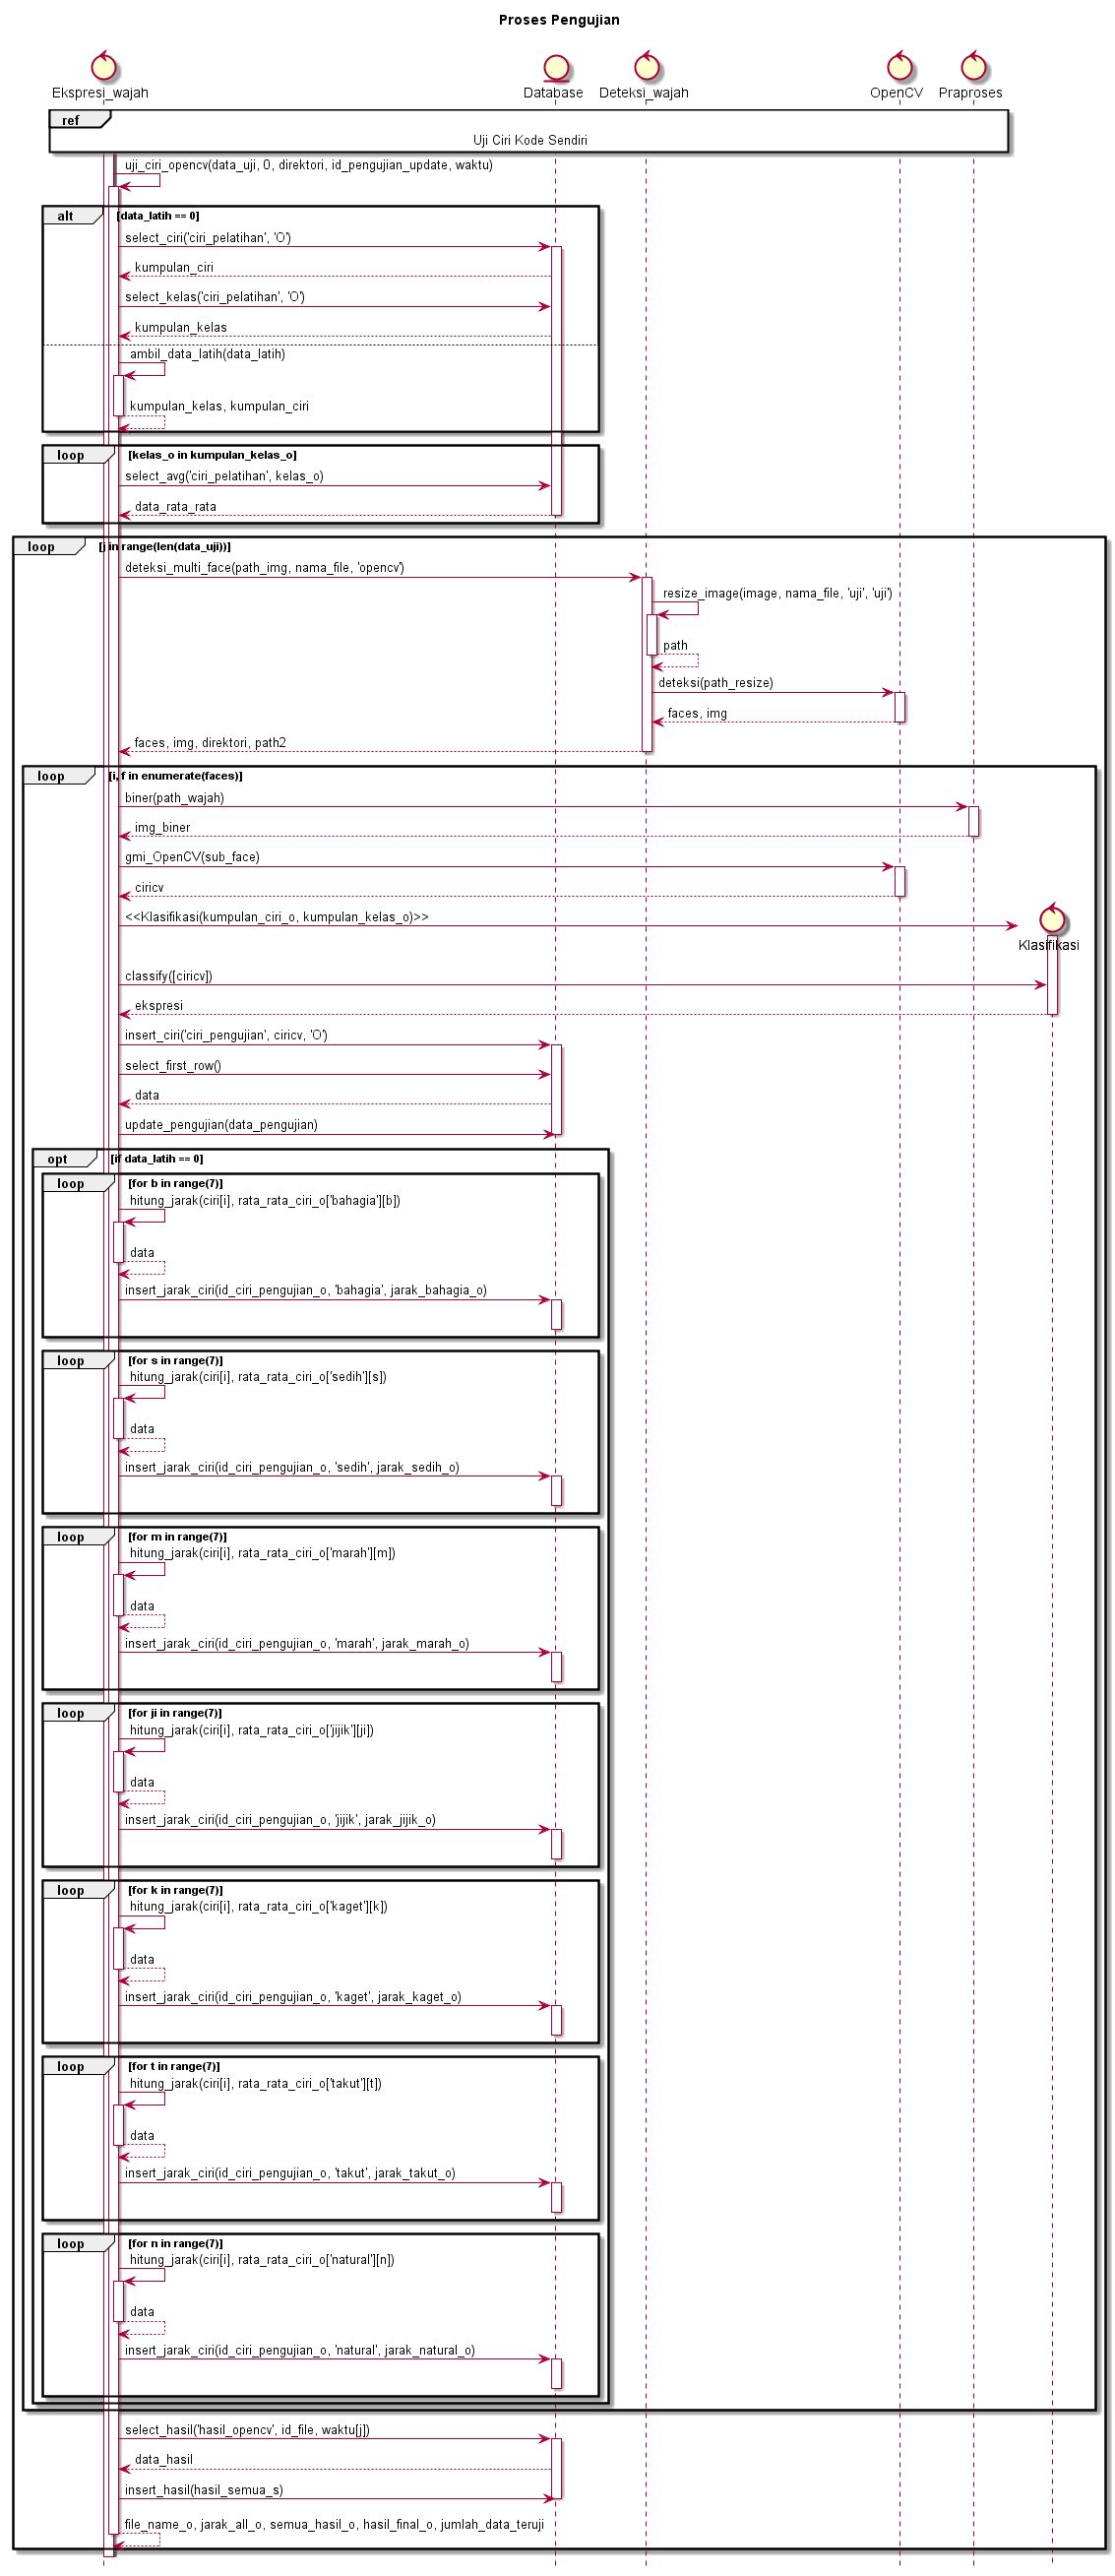 Proses Pengujian
Ekspresi_wajah
Database
Deteksi_wajah
OpenCV
Praproses
ref
Uji Ciri Kode Sendiri
uji_ciri_opencv(data_uji, 0, direktori, id_pengujian_update, waktu)
alt
[data_latih == 0]
select_ciri('ciri_pelatihan', 'O')
kumpulan_ciri
select_kelas('ciri_pelatihan', 'O')
kumpulan_kelas
ambil_data_latih(data_latih)
kumpulan_kelas, kumpulan_ciri
loop
[kelas_o in kumpulan_kelas_o]
select_avg('ciri_pelatihan', kelas_o)
data_rata_rata
loop
[j in range(len(data_uji))]
deteksi_multi_face(path_img, nama_file, 'opencv')
resize_image(image, nama_file, 'uji', 'uji')
path
deteksi(path_resize)
faces, img
faces, img, direktori, path2
loop
[i, f in enumerate(faces)]
biner(path_wajah)
img_biner
gmi_OpenCV(sub_face)
ciricv
<<Klasifikasi(kumpulan_ciri_o, kumpulan_kelas_o)>>
Klasifikasi
classify([ciricv])
ekspresi
insert_ciri('ciri_pengujian', ciricv, 'O')
select_first_row()
data
update_pengujian(data_pengujian)
opt
[if data_latih == 0]
loop
[for b in range(7)]
hitung_jarak(ciri[i], rata_rata_ciri_o['bahagia'][b])
data
insert_jarak_ciri(id_ciri_pengujian_o, 'bahagia', jarak_bahagia_o)
loop
[for s in range(7)]
hitung_jarak(ciri[i], rata_rata_ciri_o['sedih'][s])
data
insert_jarak_ciri(id_ciri_pengujian_o, 'sedih', jarak_sedih_o)
loop
[for m in range(7)]
hitung_jarak(ciri[i], rata_rata_ciri_o['marah'][m])
data
insert_jarak_ciri(id_ciri_pengujian_o, 'marah', jarak_marah_o)
loop
[for ji in range(7)]
hitung_jarak(ciri[i], rata_rata_ciri_o['jijik'][ji])
data
insert_jarak_ciri(id_ciri_pengujian_o, 'jijik', jarak_jijik_o)
loop
[for k in range(7)]
hitung_jarak(ciri[i], rata_rata_ciri_o['kaget'][k])
data
insert_jarak_ciri(id_ciri_pengujian_o, 'kaget', jarak_kaget_o)
loop
[for t in range(7)]
hitung_jarak(ciri[i], rata_rata_ciri_o['takut'][t])
data
insert_jarak_ciri(id_ciri_pengujian_o, 'takut', jarak_takut_o)
loop
[for n in range(7)]
hitung_jarak(ciri[i], rata_rata_ciri_o['natural'][n])
data
insert_jarak_ciri(id_ciri_pengujian_o, 'natural', jarak_natural_o)
select_hasil('hasil_opencv', id_file, waktu[j])
data_hasil
insert_hasil(hasil_semua_s)
file_name_o, jarak_all_o, semua_hasil_o, hasil_final_o, jumlah_data_teruji